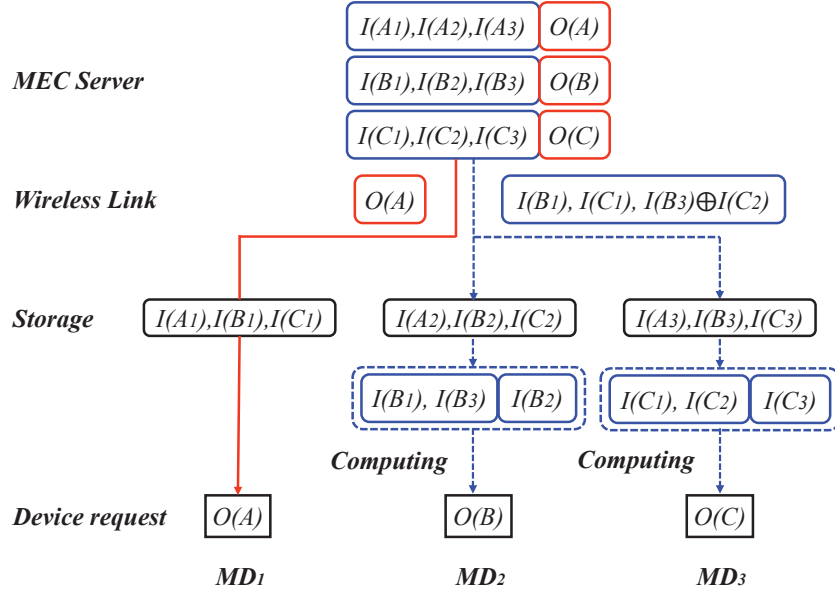 I(A1),I(A2),I(A3) O(A)
MEC Server I(B1),I(B2),I(B3) O(B)
I(C1),I(C2),I(C3) O(C)
Wireless Link O(A) I(B1), I(C1), I(B3)⊕I(C2)
Storage I(A1),I(B1),I(C1) I(A2),I(B2),I(C2) I(A3),I(B3),I(C3)
I(B1), I(B3) I(B2) I(C1), I(C2) I(C3)
Computing Computing
Device request O(A) O(B) O(C)
MD1 MD2 MD3